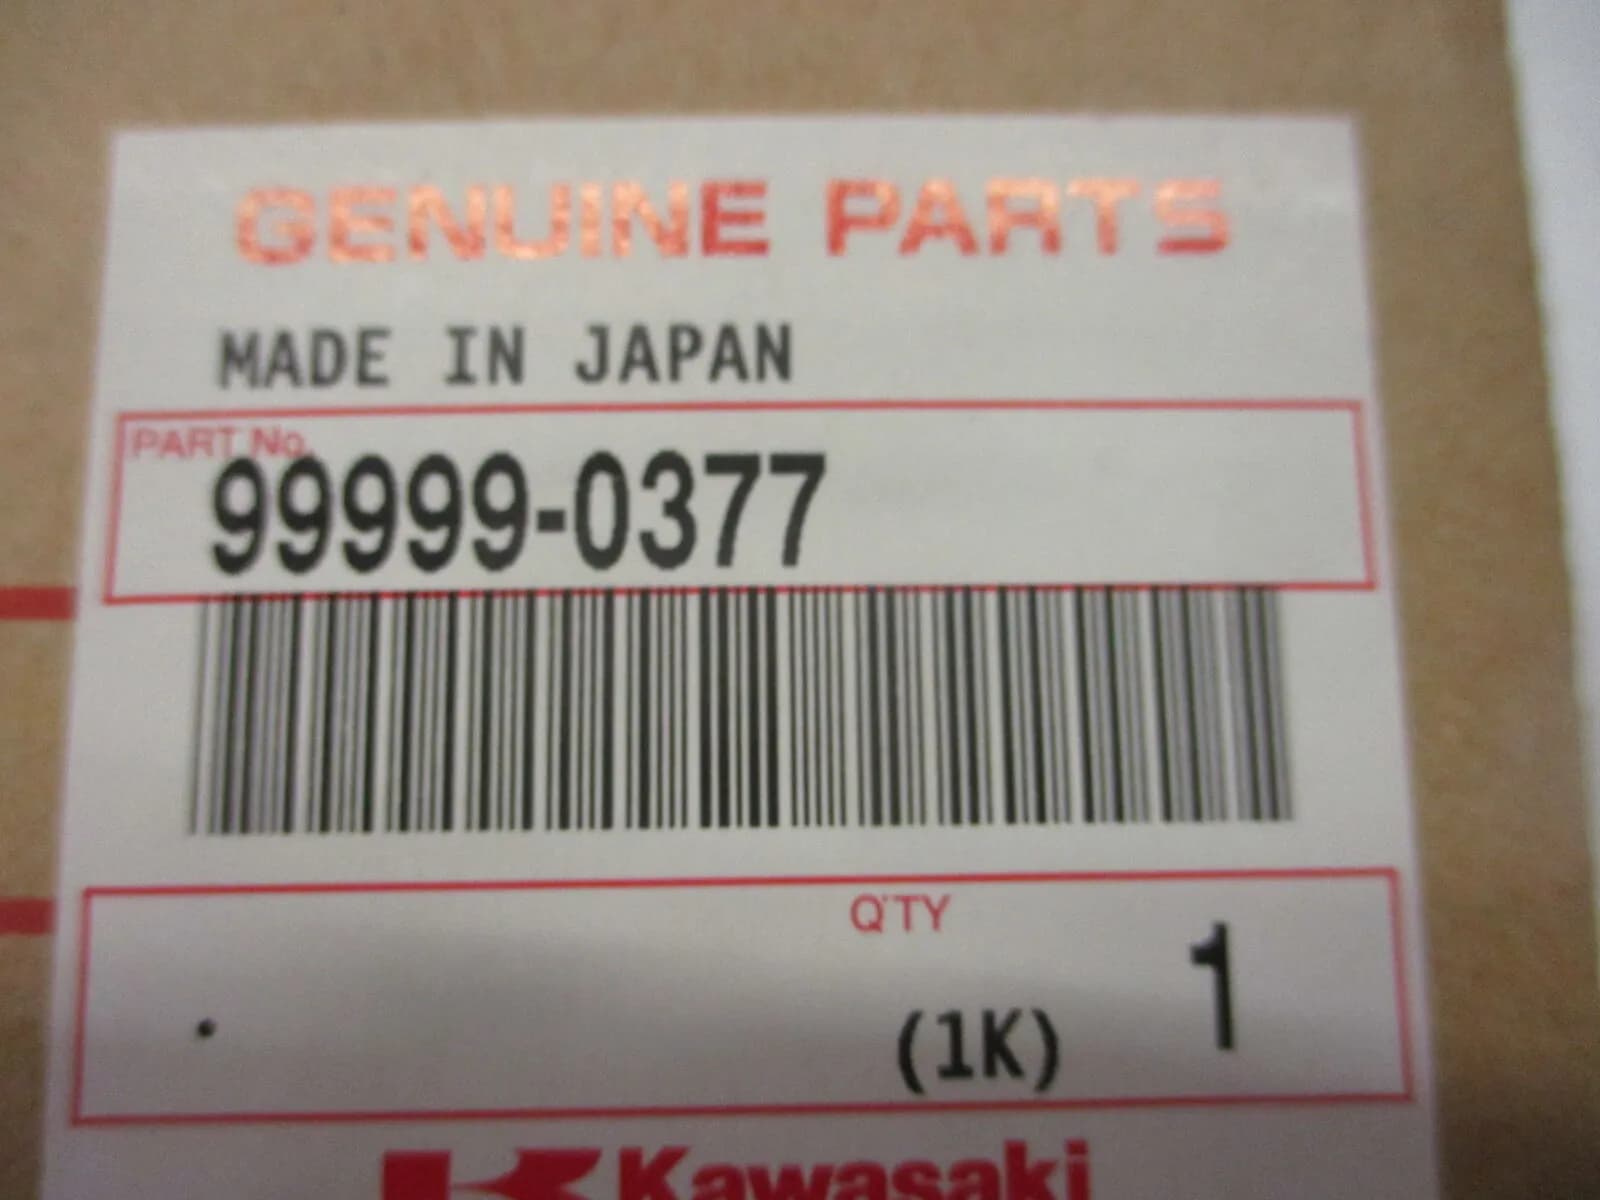 GENUINE PARTS
MADE IN JAPAN
PART No.
99999-0377
Q'TY
1
.
(1K)
Kawasaki